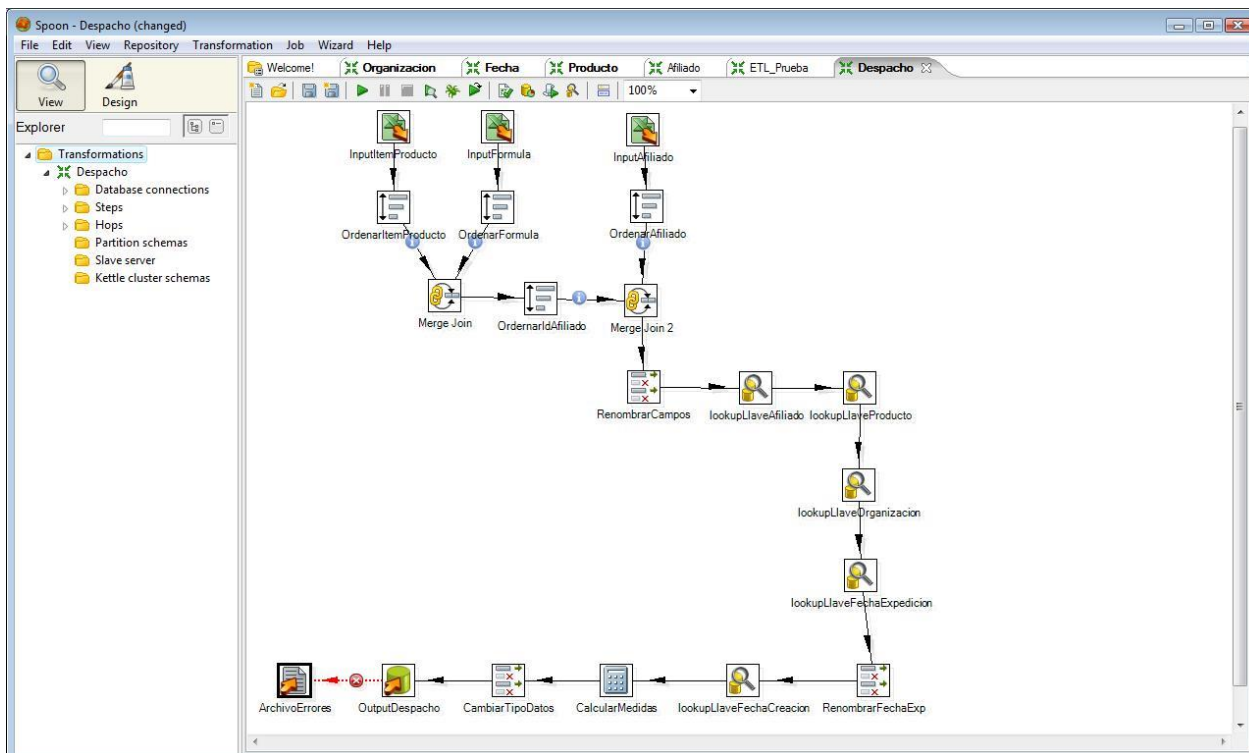 Spoon - Despacho (changed)
File Edit View Repository Transformation Job Wizard Help
View Design
Explorer
Transformations
Despacho
Database connections
Steps
Hops
Partition schemas
Slave server
Kettle cluster schemas
Welcome! Organizacion Fecha Producto Afiliado ETL_Prueba Despacho
100%
InputItemProducto InputFormula InputAfiliado
OrdenarItemProducto OrdenarFormula OrdenarAfiliado
Merge Join OrdernarIdAfiliado Merge Join 2
RenombrarCampos lookupLlaveAfiliado lookupLlaveProducto
lookupLlaveOrganizacion
lookupLlaveFechaExpedicion
ArchivoErrores OutputDespacho CambiarTipoDatos CalcularMedidas lookupLlaveFechaCreacion RenombrarFechaExp